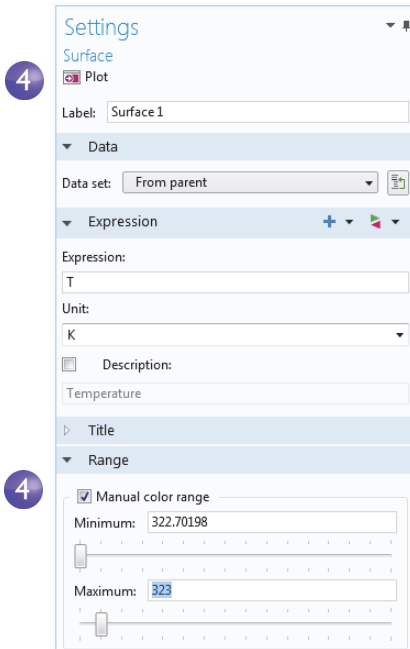 Settings
Surface
4
Plot
Label: Surface 1
Data
Data set: From parent
Expression
Expression:
T
Unit:
K
Description:
Temperature
Title
Range
4
Manual color range
Minimum: 322.70198
Maximum: 323